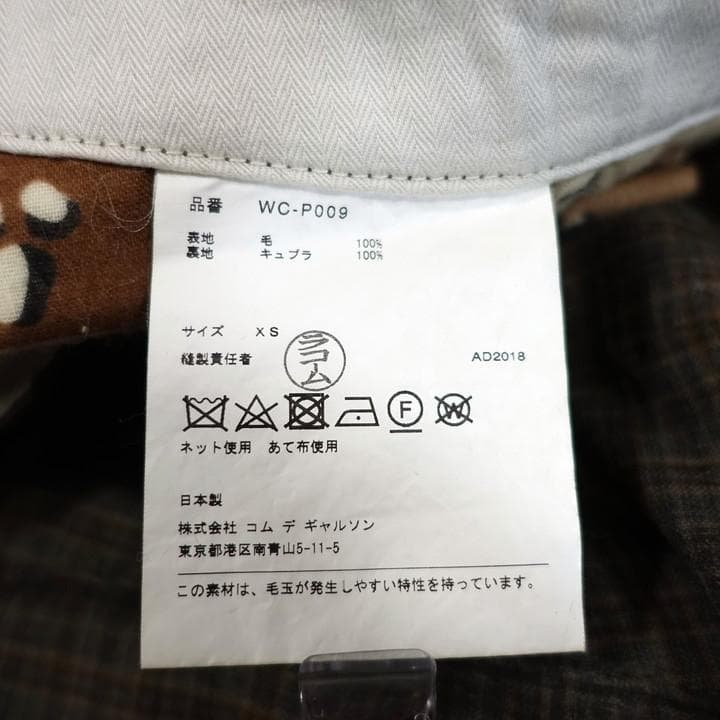 品番 WC-P009
表地 毛 100%
裏地 キュプラ 100%
サイズ XS
縫製責任者 ラコム AD2018
F W
ネット使用 あて布使用
日本製
株式会社 コム デ ギャルソン
東京都港区南青山5-11-5
この素材は、毛玉が発生しやすい特性を持っています。